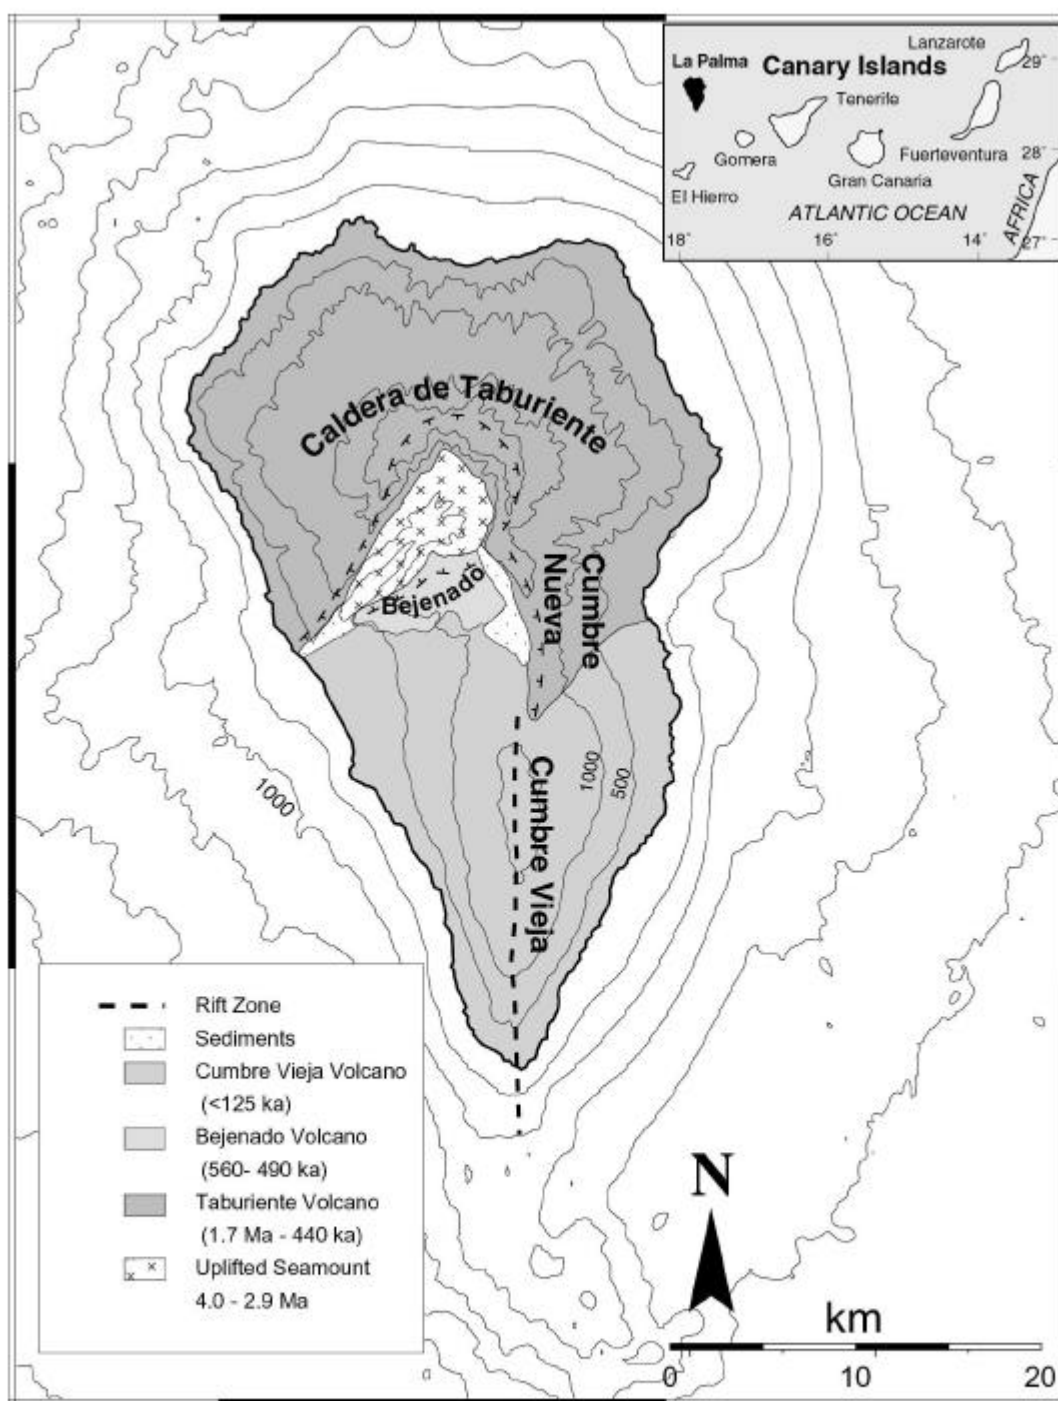 Lanzarote
29°
La Palma
Canary Islands
Tenerife
Gomera
Fuerteventura
28°
El Hierro
Gran Canaria
ATLANTIC OCEAN
AFRICA
18°
16°
14°
27°
Caldera de Taburiente
Cumbre
Nueva
Bejenado
1000
500
1000
Cumbre Vieja
Rift Zone
Sediments
Cumbre Vieja Volcano
(<125 ka)
Bejenado Volcano
(560- 490 ka)
Taburiente Volcano
(1.7 Ma - 440 ka)
Uplifted Seamount
4.0 - 2.9 Ma
N
km
0
10
20